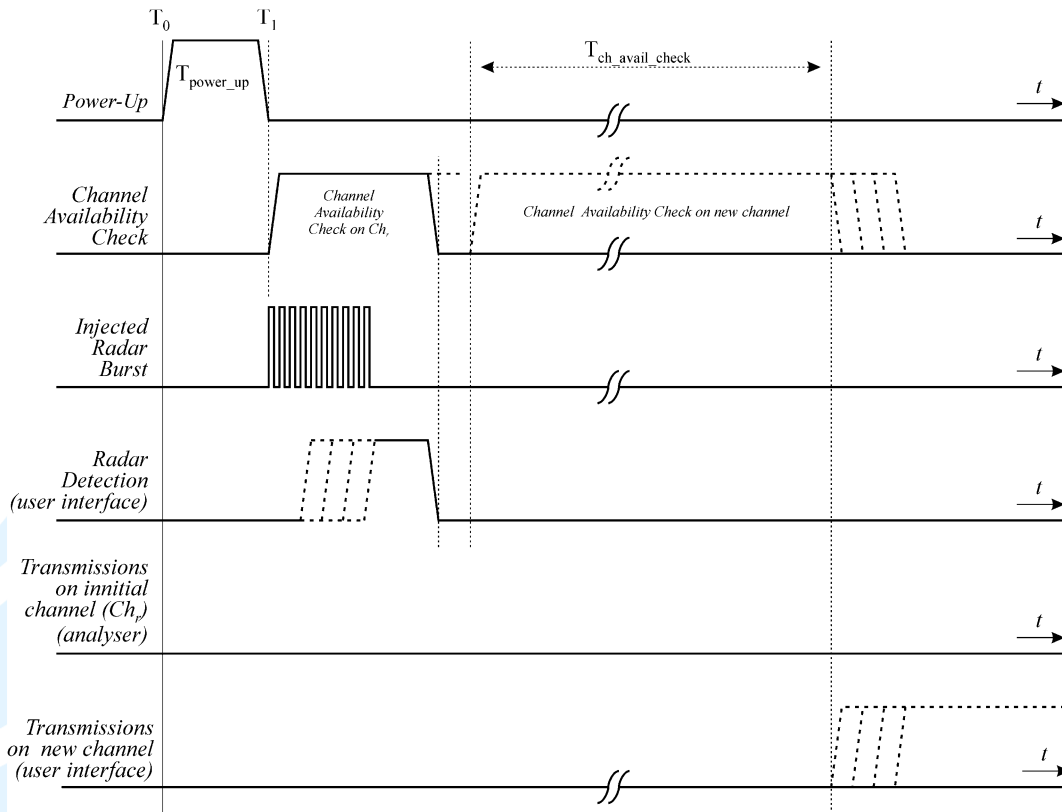 T0 T1
Tch_avail_check
Tpower_up
Power-Up
t
Channel
Availability
Check
Channel
Availability
Check on Chr
Channel Availability Check on new channel
t
Injected
Radar
Burst
t
Radar
Detection
(user interface)
t
Transmissions
on innitial
channel (Chr)
(analyser)
t
Transmissions
on new channel
(user interface)
t